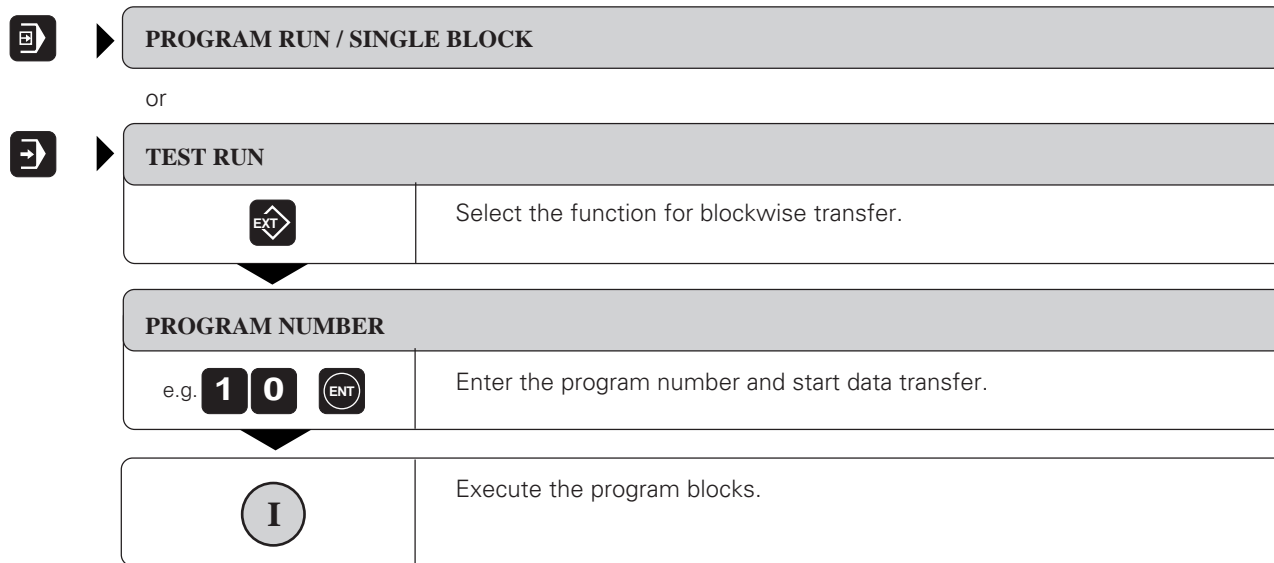 PROGRAM RUN / SINGLE BLOCK
or
TEST RUN
EXT
Select the function for blockwise transfer.
PROGRAM NUMBER
e.g. 1 0 ENT
Enter the program number and start data transfer.
I
Execute the program blocks.